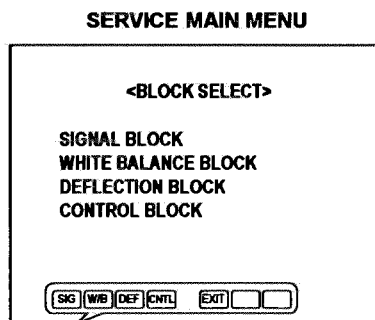 SERVICE MAIN MENU
<BLOCK SELECT>
SIGNAL BLOCK
WHITE BALANCE BLOCK
DEFLECTION BLOCK
CONTROL BLOCK
SIG W/B DEF CNTL EXIT